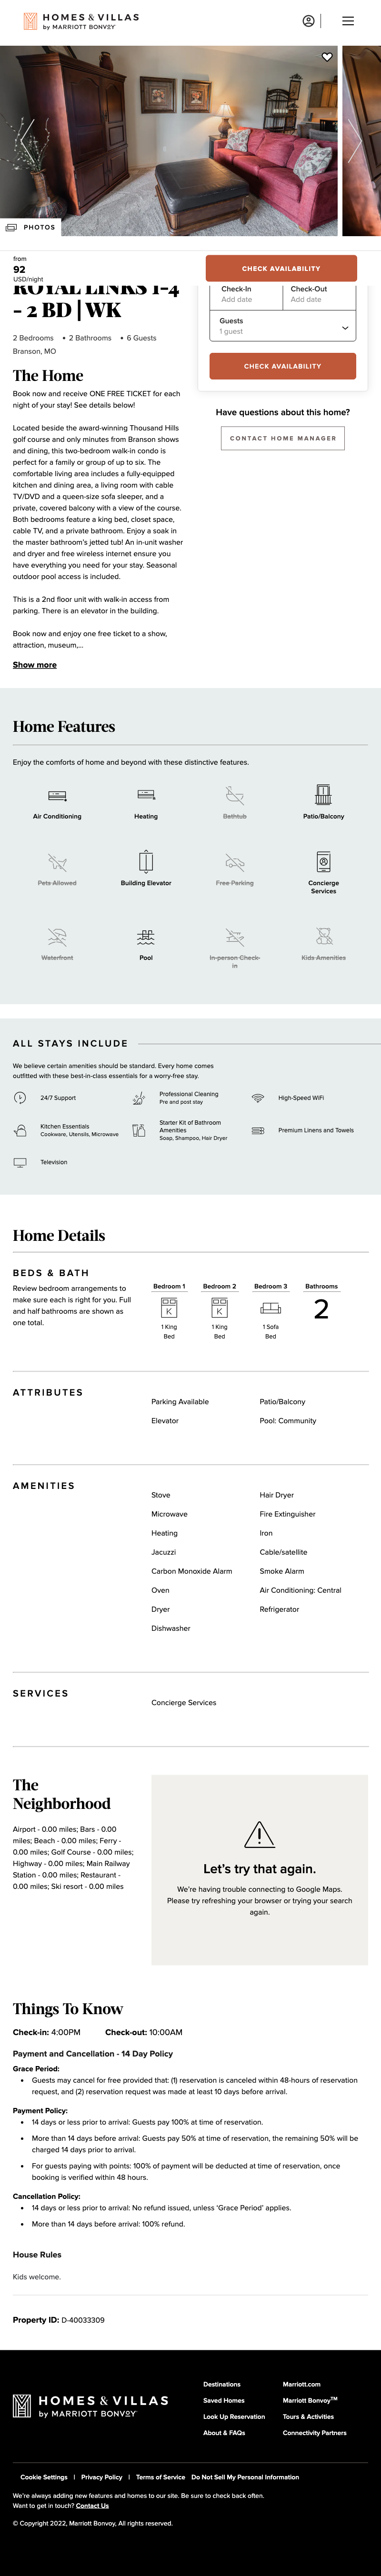 HOMES & VILLAS
by MARRIOTT BONVOY
PHOTOS
from
92
USD/night
CHECK AVAILABILITY
ROYAL LINKS 1-4
- 2 BD | WK
2 Bedrooms • 2 Bathrooms • 6 Guests
Branson, MO
Check-In
Add date
Check-Out
Add date
Guests
1 guest
CHECK AVAILABILITY
Have questions about this home?
CONTACT HOME MANAGER
The Home
Book now and receive ONE FREE TICKET for each
night of your stay! See details below!
Located beside the award-winning Thousand Hills
golf course and only minutes from Branson shows
and dining, this two-bedroom walk-in condo is
perfect for a family or group of up to six. The
comfortable living area includes a fully-equipped
kitchen and dining area, a living room with cable
TV/DVD and a queen-size sofa sleeper, and a
private, covered balcony with a view of the course.
Both bedrooms feature a king bed, closet space,
cable TV, and a private bathroom. Enjoy a soak in
the master bathroom's jetted tub! An in-unit washer
and dryer and free wireless internet ensure you
have everything you need for your stay. Seasonal
outdoor pool access is included.
This is a 2nd floor unit with walk-in access from
parking. There is an elevator in the building.
Book now and enjoy one free ticket to a show,
attraction, museum,...
Show more
Home Features
Enjoy the comforts of home and beyond with these distinctive features.
Air Conditioning
Heating
Bathtub
Patio/Balcony
Pets Allowed
Building Elevator
Free Parking
Concierge
Services
Waterfront
Pool
In-person Check-
in
Kids Amenities
ALL STAYS INCLUDE
We believe certain amenities should be standard. Every home comes
outfitted with these best-in-class essentials for a worry-free stay.
24/7 Support
Professional Cleaning
Pre and post stay
High-Speed WiFi
Kitchen Essentials
Cookware, Utensils, Microwave
Starter Kit of Bathroom
Amenities
Soap, Shampoo, Hair Dryer
Premium Linens and Towels
Television
Home Details
BEDS & BATH
Review bedroom arrangements to
make sure each is right for you. Full
and half bathrooms are shown as
one total.
Bedroom 1
K
1 King
Bed
Bedroom 2
K
1 King
Bed
Bedroom 3
1 Sofa
Bed
Bathrooms
2
ATTRIBUTES
Parking Available
Patio/Balcony
Elevator
Pool: Community
AMENITIES
Stove
Hair Dryer
Microwave
Fire Extinguisher
Heating
Iron
Jacuzzi
Cable/satellite
Carbon Monoxide Alarm
Smoke Alarm
Oven
Air Conditioning: Central
Dryer
Refrigerator
Dishwasher
SERVICES
Concierge Services
The
Neighborhood
Airport - 0.00 miles; Bars - 0.00
miles; Beach - 0.00 miles; Ferry -
0.00 miles; Golf Course - 0.00 miles;
Highway - 0.00 miles; Main Railway
Station - 0.00 miles; Restaurant -
0.00 miles; Ski resort - 0.00 miles
Let's try that again.
We're having trouble connecting to Google Maps.
Please try refreshing your browser or trying your search
again.
Things To Know
Check-in: 4:00PM Check-out: 10:00AM
Payment and Cancellation - 14 Day Policy
Grace Period:
• Guests may cancel for free provided that: (1) reservation is canceled within 48-hours of reservation
request, and (2) reservation request was made at least 10 days before arrival.
Payment Policy:
• 14 days or less prior to arrival: Guests pay 100% at time of reservation.
• More than 14 days before arrival: Guests pay 50% at time of reservation, the remaining 50% will be
charged 14 days prior to arrival.
• For guests paying with points: 100% of payment will be deducted at time of reservation, once
booking is verified within 48 hours.
Cancellation Policy:
• 14 days or less prior to arrival: No refund issued, unless 'Grace Period' applies.
• More than 14 days before arrival: 100% refund.
House Rules
Kids welcome.
Property ID: D-40033309
HOMES & VILLAS
by MARRIOTT BONVOY
Destinations
Saved Homes
Look Up Reservation
About & FAQs
Marriott.com
Marriott Bonvoy™
Tours & Activities
Connectivity Partners
Cookie Settings | Privacy Policy | Terms of Service Do Not Sell My Personal Information
We're always adding new features and homes to our site. Be sure to check back often.
Want to get in touch? Contact Us
© Copyright 2022, Marriott Bonvoy, All rights reserved.